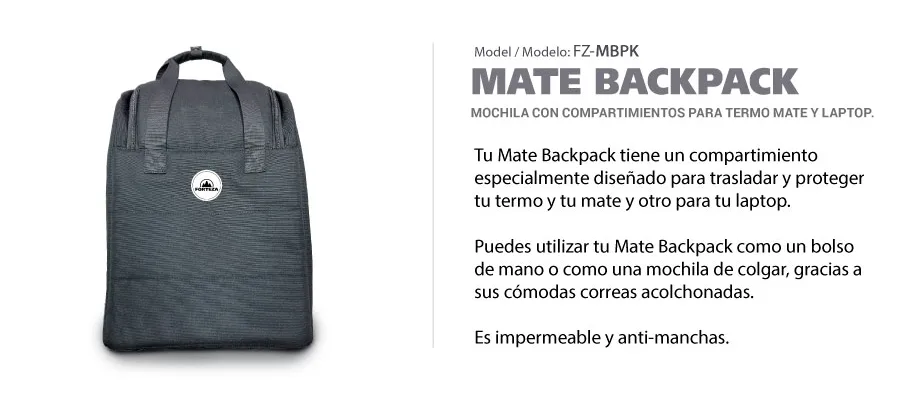 Model / Modelo: FZ-MBPK
MATE BACKPACK
MOCHILA CON COMPARTIMIENTOS PARA TERMO MATE Y LAPTOP.
FORTEZA
Tu Mate Backpack tiene un compartimiento
especialmente diseñado para trasladar y proteger
tu termo y tu mate y otro para tu laptop.
Puedes utilizar tu Mate Backpack como un bolso
de mano o como una mochila de colgar, gracias a
sus cómodas correas acolchonadas.
Es impermeable y anti-manchas.